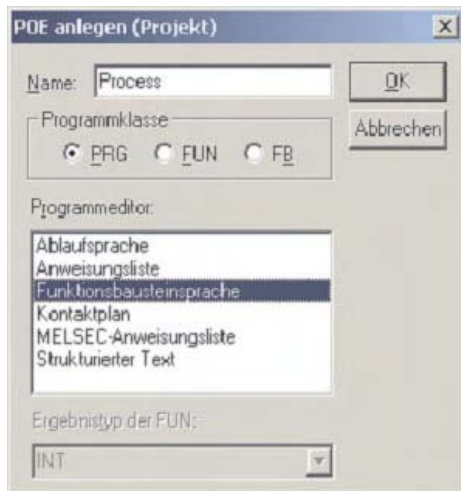 POE anlegen (Projekt)
Name: Process
OK
Programmklasse
PRG FUN FB
Abbrechen
Programmeditor:
Ablaufsprache
Anweisungsliste
Funktionsbausteinsprache
Kontaktplan
MELSEC-Anweisungsliste
Strukturierter Text
Ergebnistyp der FUN:
INT